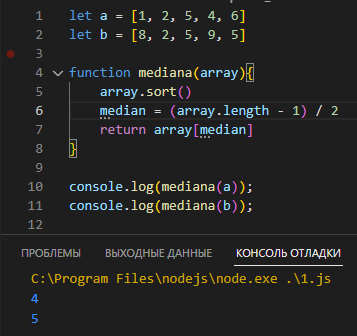 1 let a = [1, 2, 5, 4, 6]
2 let b = [8, 2, 5, 9, 5]
3
4 function mediana(array){
5 array.sort()
6 median = (array.length - 1) / 2
7 return array[median]
8 }
9
10 console.log(mediana(a));
11 console.log(mediana(b));
12
ПРОБЛЕМЫ ВЫХОДНЫЕ ДАННЫЕ КОНСОЛЬ ОТЛАДКИ
C:\Program Files\nodejs\node.exe .\1.js
4
5